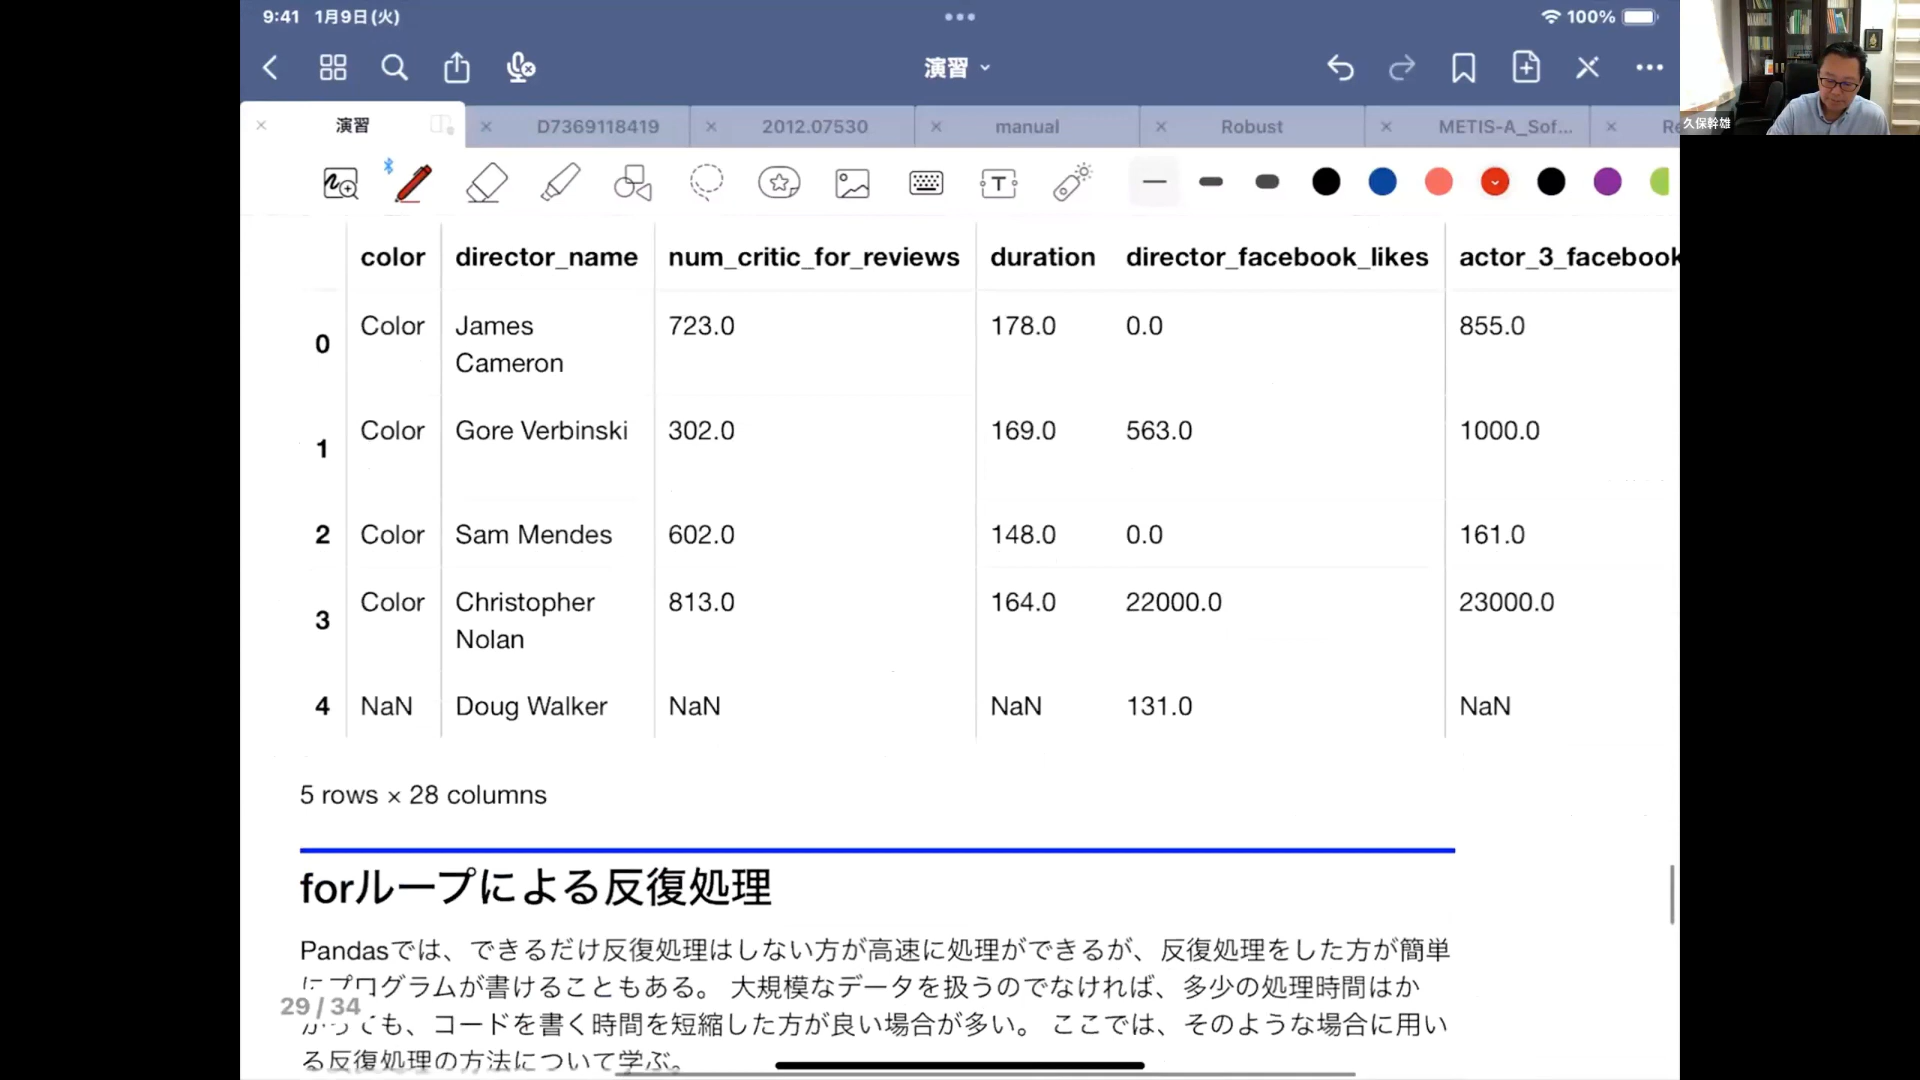 9:41 1月9日(火)
100%
演習
久保幹雄
演習
D7369118419
2012.07530
manual
Robust
METIS-A_Sof...
color director_name num_critic_for_reviews duration director_facebook_likes actor_3_facebook
0 Color James Cameron 723.0 178.0 0.0 855.0
1 Color Gore Verbinski 302.0 169.0 563.0 1000.0
2 Color Sam Mendes 602.0 148.0 0.0 161.0
3 Color Christopher Nolan 813.0 164.0 22000.0 23000.0
4 NaN Doug Walker NaN NaN 131.0 NaN
5 rows × 28 columns
forループによる反復処理
Pandasでは、できるだけ反復処理はしない方が高速に処理ができるが、反復処理をした方が簡単
にプログラムが書けることもある。 大規模なデータを扱うのでなければ、多少の処理時間はか
29 / 34
かっても、コードを書く時間を短縮した方が良い場合が多い。 ここでは、そのような場合に用い
る反復処理の方法について学ぶ。